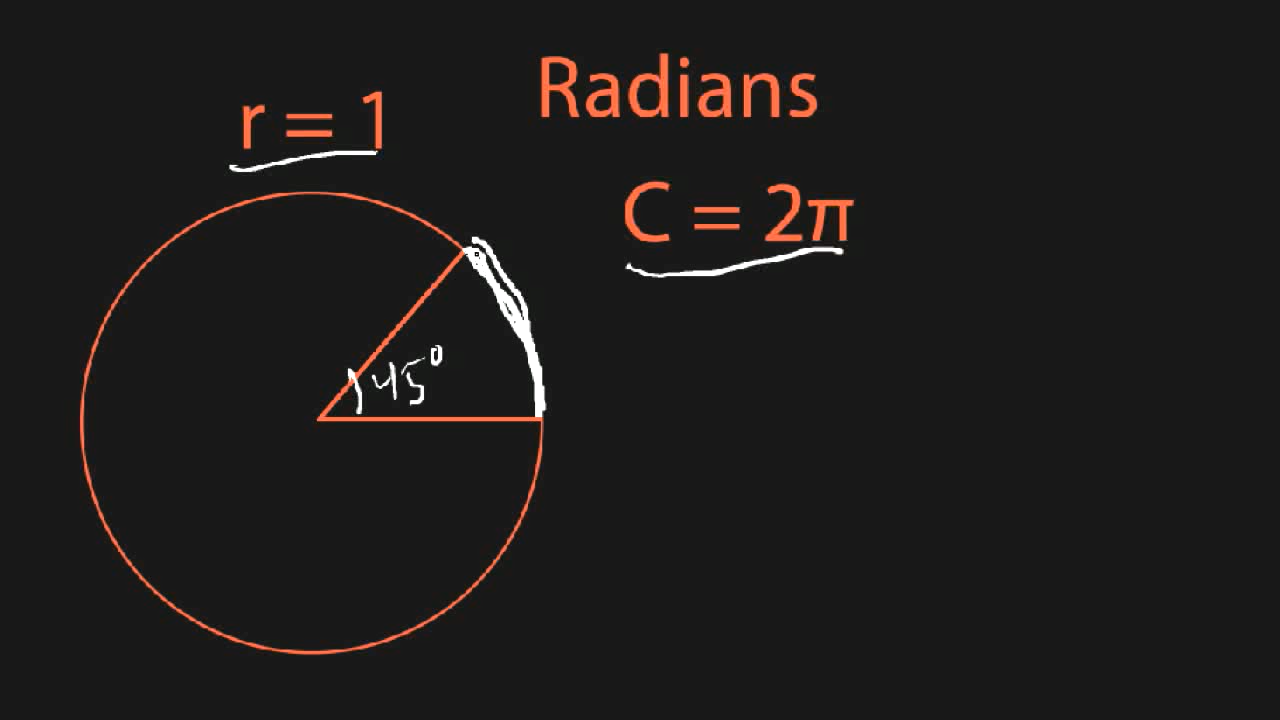 Radians
r = 1
C = 2π
45°